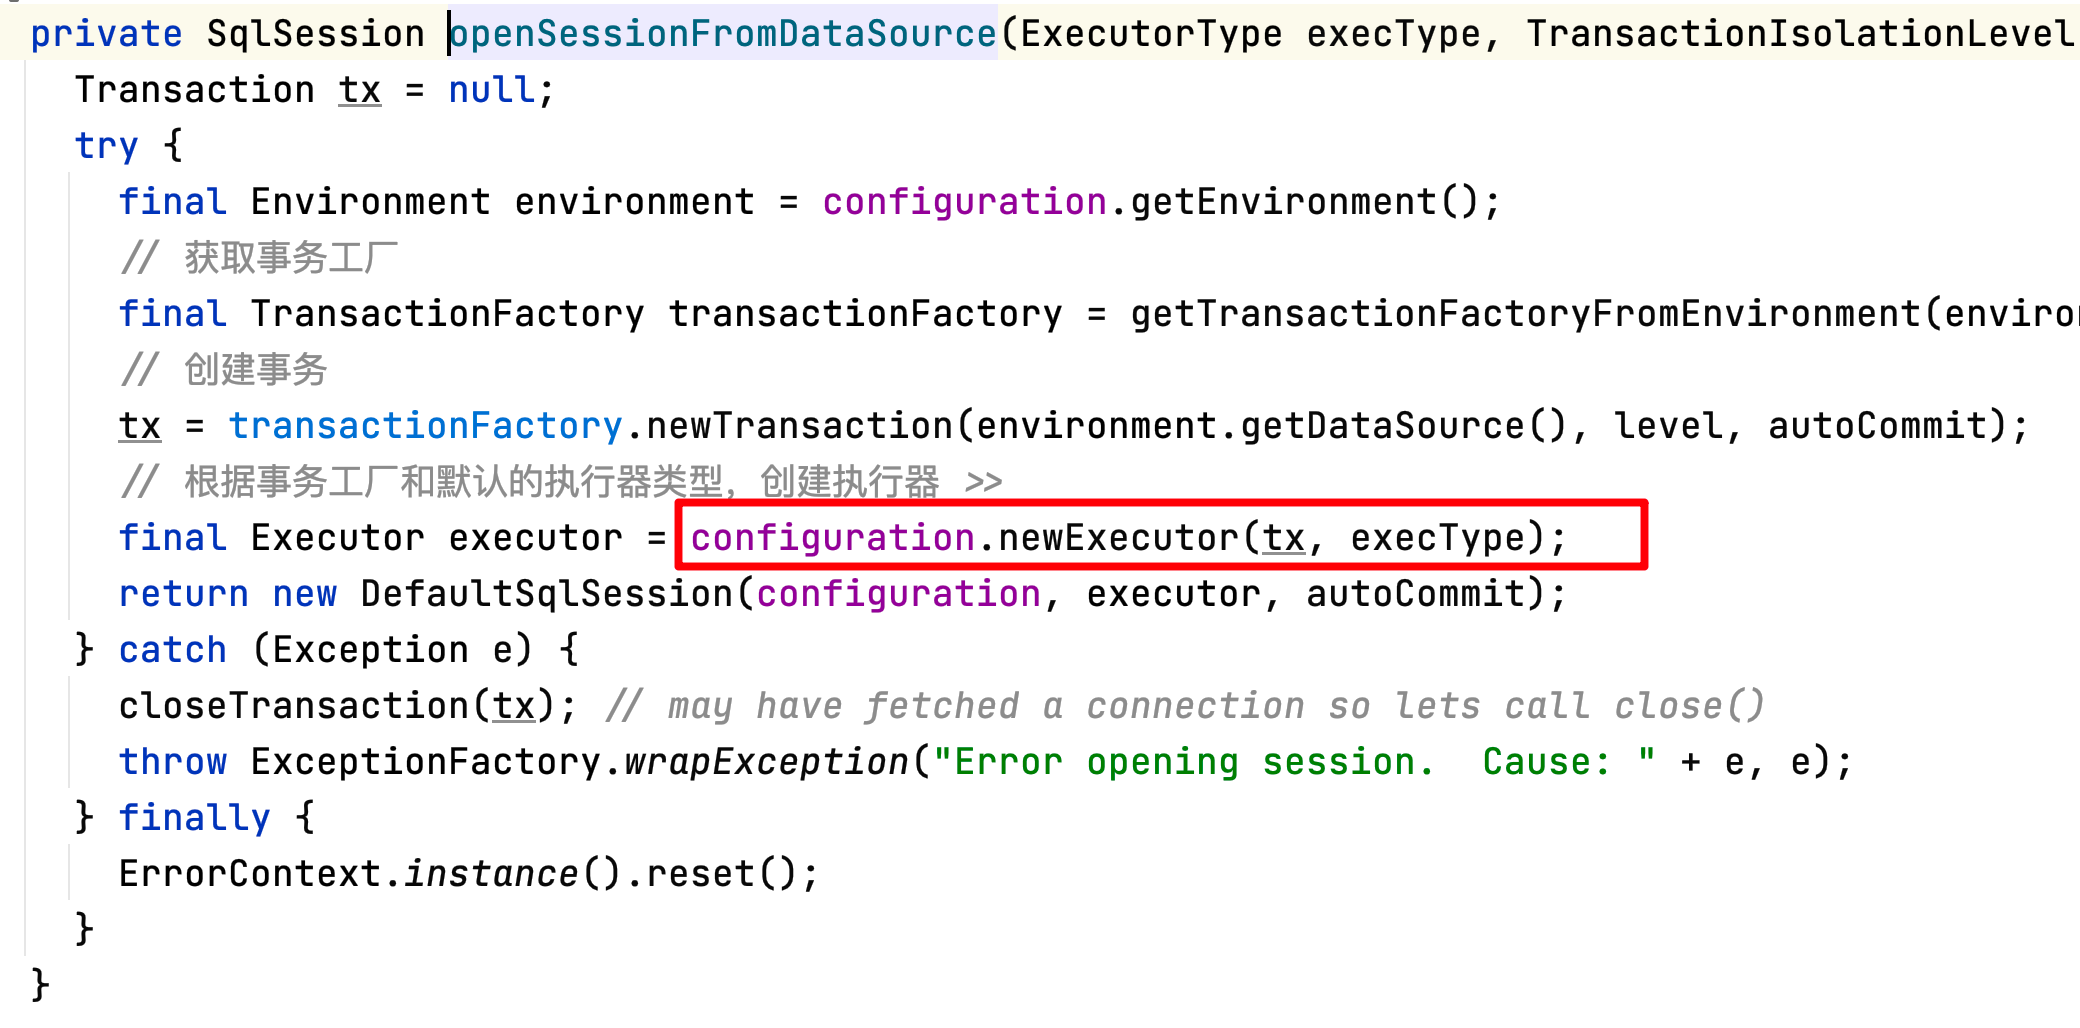 private SqlSession openSessionFromDataSource(ExecutorType execType, TransactionIsolationLevel
Transaction tx = null;
try {
final Environment environment = configuration.getEnvironment();
// 获取事务工厂
final TransactionFactory transactionFactory = getTransactionFactoryFromEnvironment(environ
// 创建事务
tx = transactionFactory.newTransaction(environment.getDataSource(), level, autoCommit);
// 根据事务工厂和默认的执行器类型，创建执行器 >>
final Executor executor = configuration.newExecutor(tx, execType);
return new DefaultSqlSession(configuration, executor, autoCommit);
} catch (Exception e) {
closeTransaction(tx); // may have fetched a connection so lets call close()
throw ExceptionFactory.wrapException("Error opening session.  Cause: " + e, e);
} finally {
ErrorContext.instance().reset();
}
}